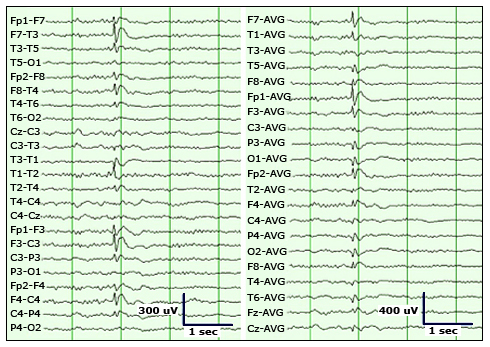 Fp1-F7
F7-T3
T3-T5
T5-O1
Fp2-F8
F8-T4
T4-T6
T6-O2
Cz-C3
C3-T3
T3-T1
T1-T2
T2-T4
T4-C4
C4-Cz
Fp1-F3
F3-C3
C3-P3
P3-O1
Fp2-F4
F4-C4
C4-P4
P4-O2
300 uV
1 sec
F7-AVG
T1-AVG
T3-AVG
T5-AVG
F8-AVG
Fp1-AVG
F3-AVG
C3-AVG
P3-AVG
O1-AVG
Fp2-AVG
T2-AVG
F4-AVG
C4-AVG
P4-AVG
O2-AVG
F8-AVG
T4-AVG
T6-AVG
Fz-AVG
Cz-AVG
400 uV
1 sec